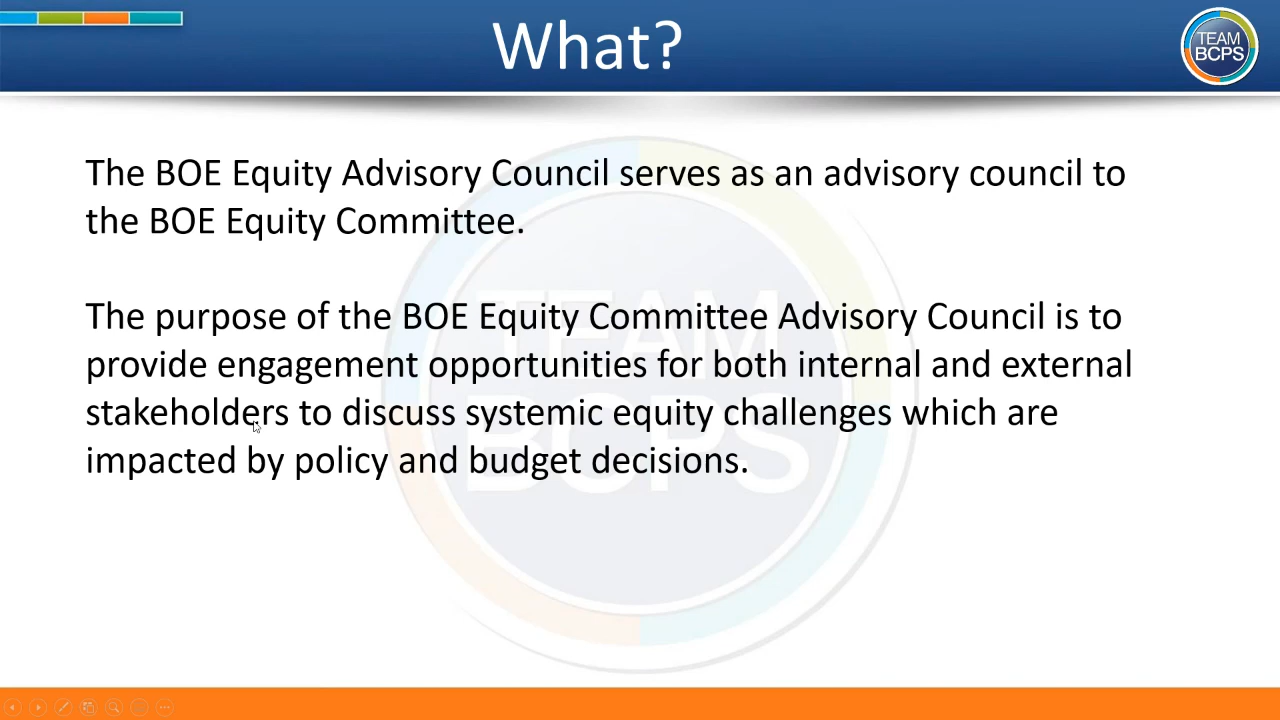 What?
TEAM
BCPS
The BOE Equity Advisory Council serves as an advisory council to
the BOE Equity Committee.
The purpose of the BOE Equity Committee Advisory Council is to
provide engagement opportunities for both internal and external
stakeholders to discuss systemic equity challenges which are
impacted by policy and budget decisions.
TEAM
BCPS